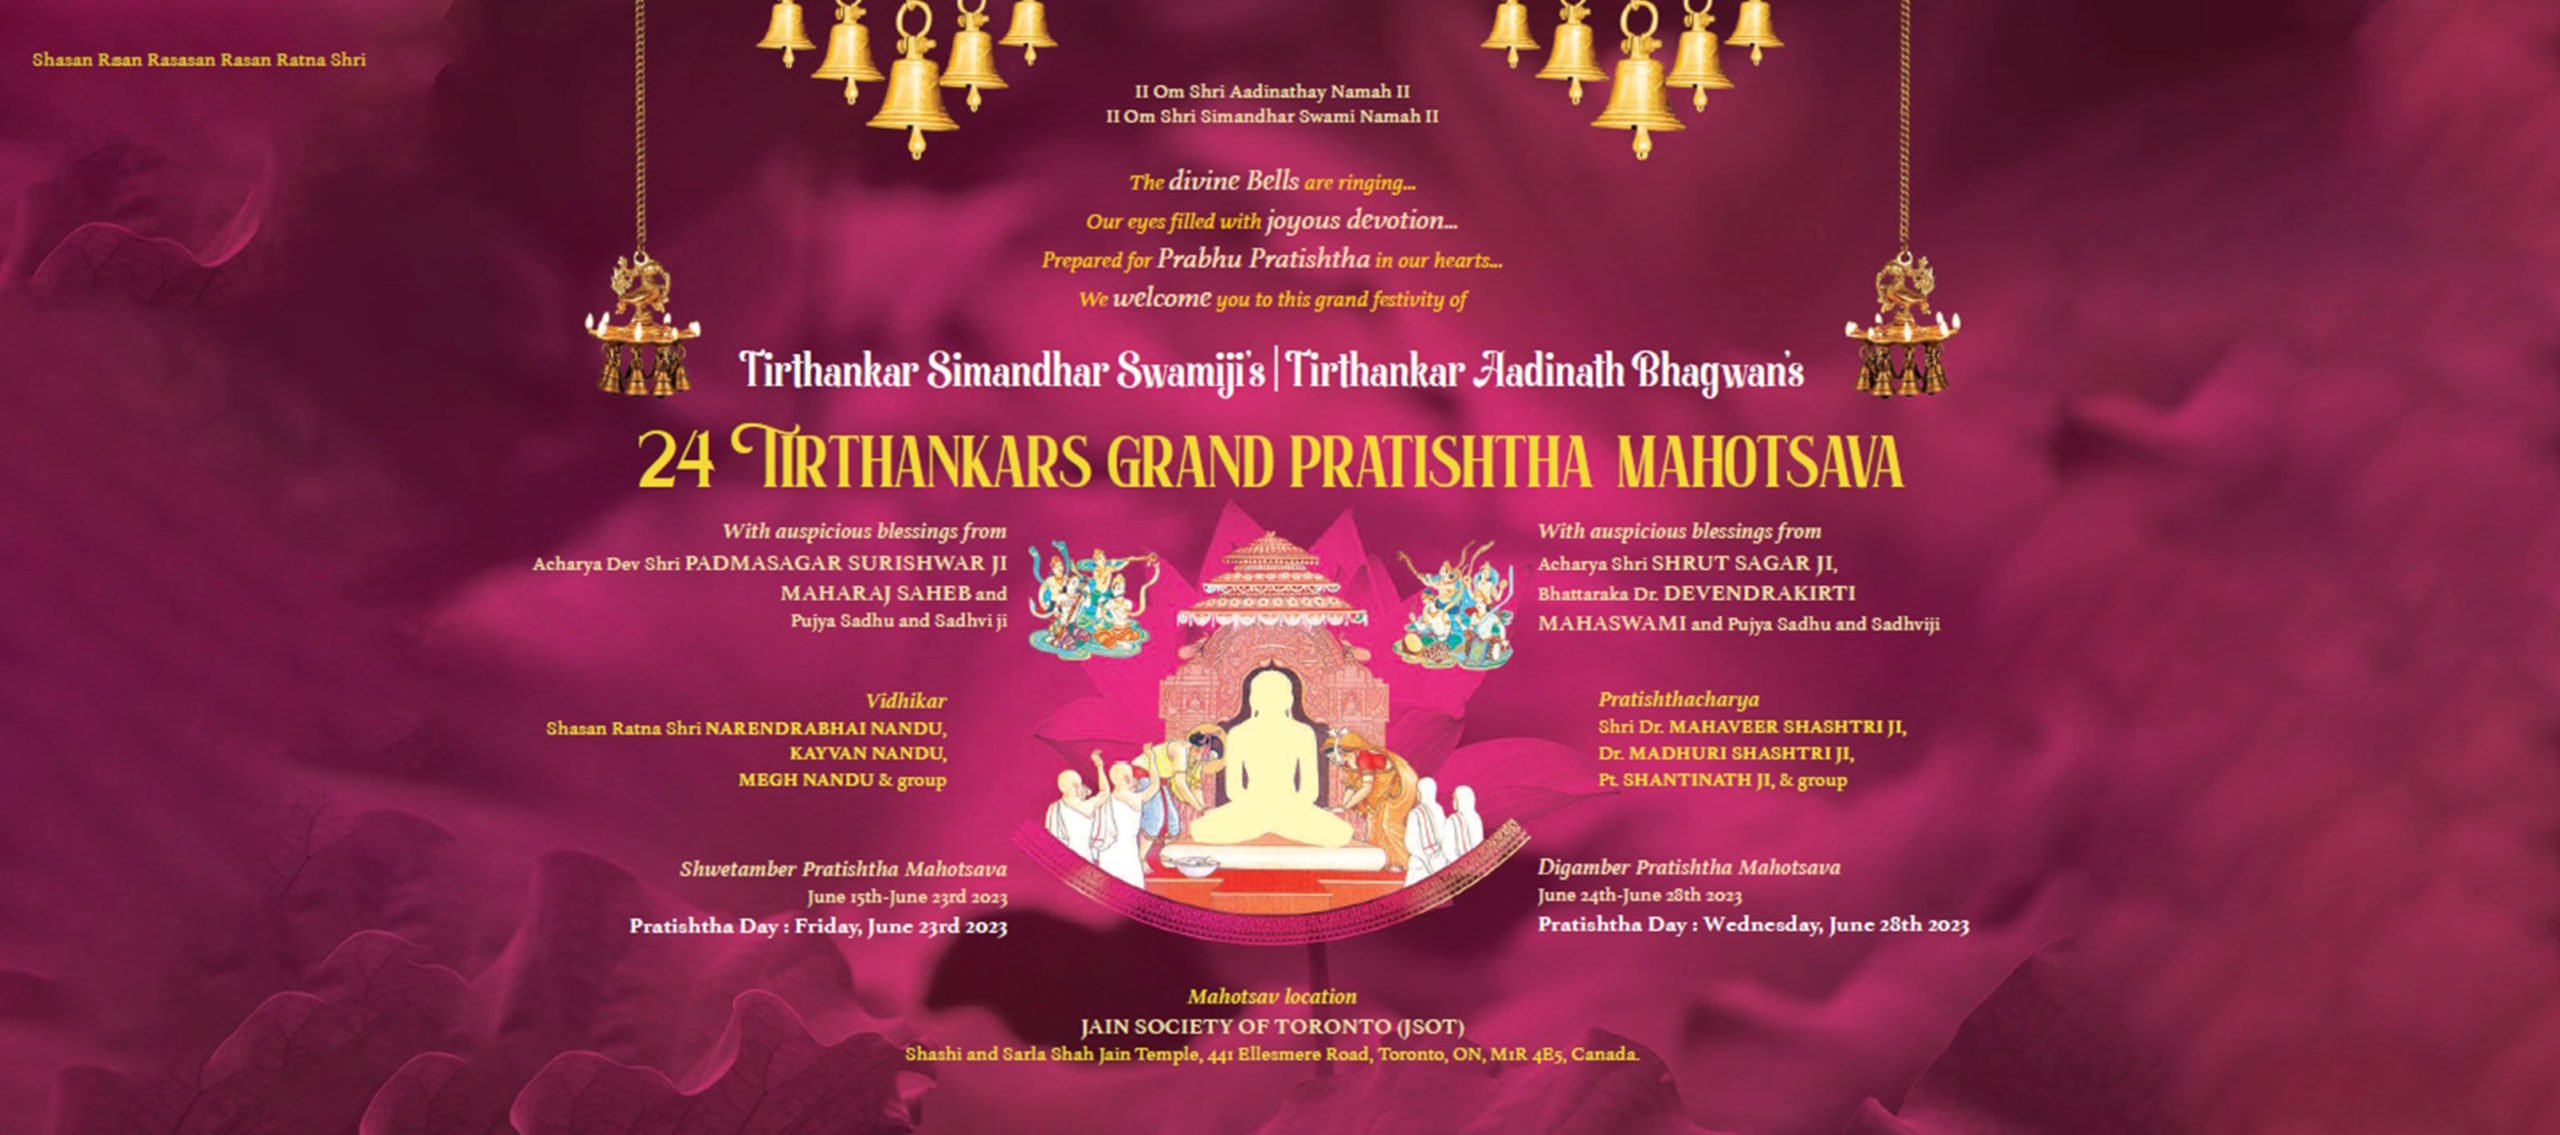 Shasan Rsan Rasasan Rasan Ratna Shri
II Om Shri Aadinathay Namah II
II Om Shri Simandhar Swami Namah II
The divine Bells are ringing...
Our eyes filled with joyous devotion...
Prepared for Prabhu Pratishtha in our hearts...
We welcome you to this grand festivity of
Tirthankar Simandhar Swamiji's | Tirthankar Aadinath Bhagwan's
24 TIRTHANKARS GRAND PRATISHTHA MAHOTSAVA
With auspicious blessings from
Acharya Dev Shri PADMASAGAR SURISHWAR JI
MAHARAJ SAHEB and
Pujya Sadhu and Sadhvi ji
Vidhikar
Shasan Ratna Shri NARENDRABHAI NANDU,
KAYVAN NANDU,
MEGH NANDU & group
Shwetamber Pratishtha Mahotsava
June 15th-June 23rd 2023
Pratishtha Day : Friday, June 23rd 2023
With auspicious blessings from
Acharya Shri SHRUT SAGAR JI,
Bhattaraka Dr. DEVENDRAKIRTI
MAHASWAMI and Pujya Sadhu and Sadhviji
Pratishthacharya
Shri Dr. MAHAVEER SHASHTRI JI,
Dr. MADHURI SHASHTRI JI,
Pt. SHANTINATH JI, & group
Digamber Pratishtha Mahotsava
June 24th-June 28th 2023
Pratishtha Day : Wednesday, June 28th 2023
Mahotsav location
JAIN SOCIETY OF TORONTO (JSOT)
Shashi and Sarla Shah Jain Temple, 441 Ellesmere Road, Toronto, ON, M1R 4E5, Canada.